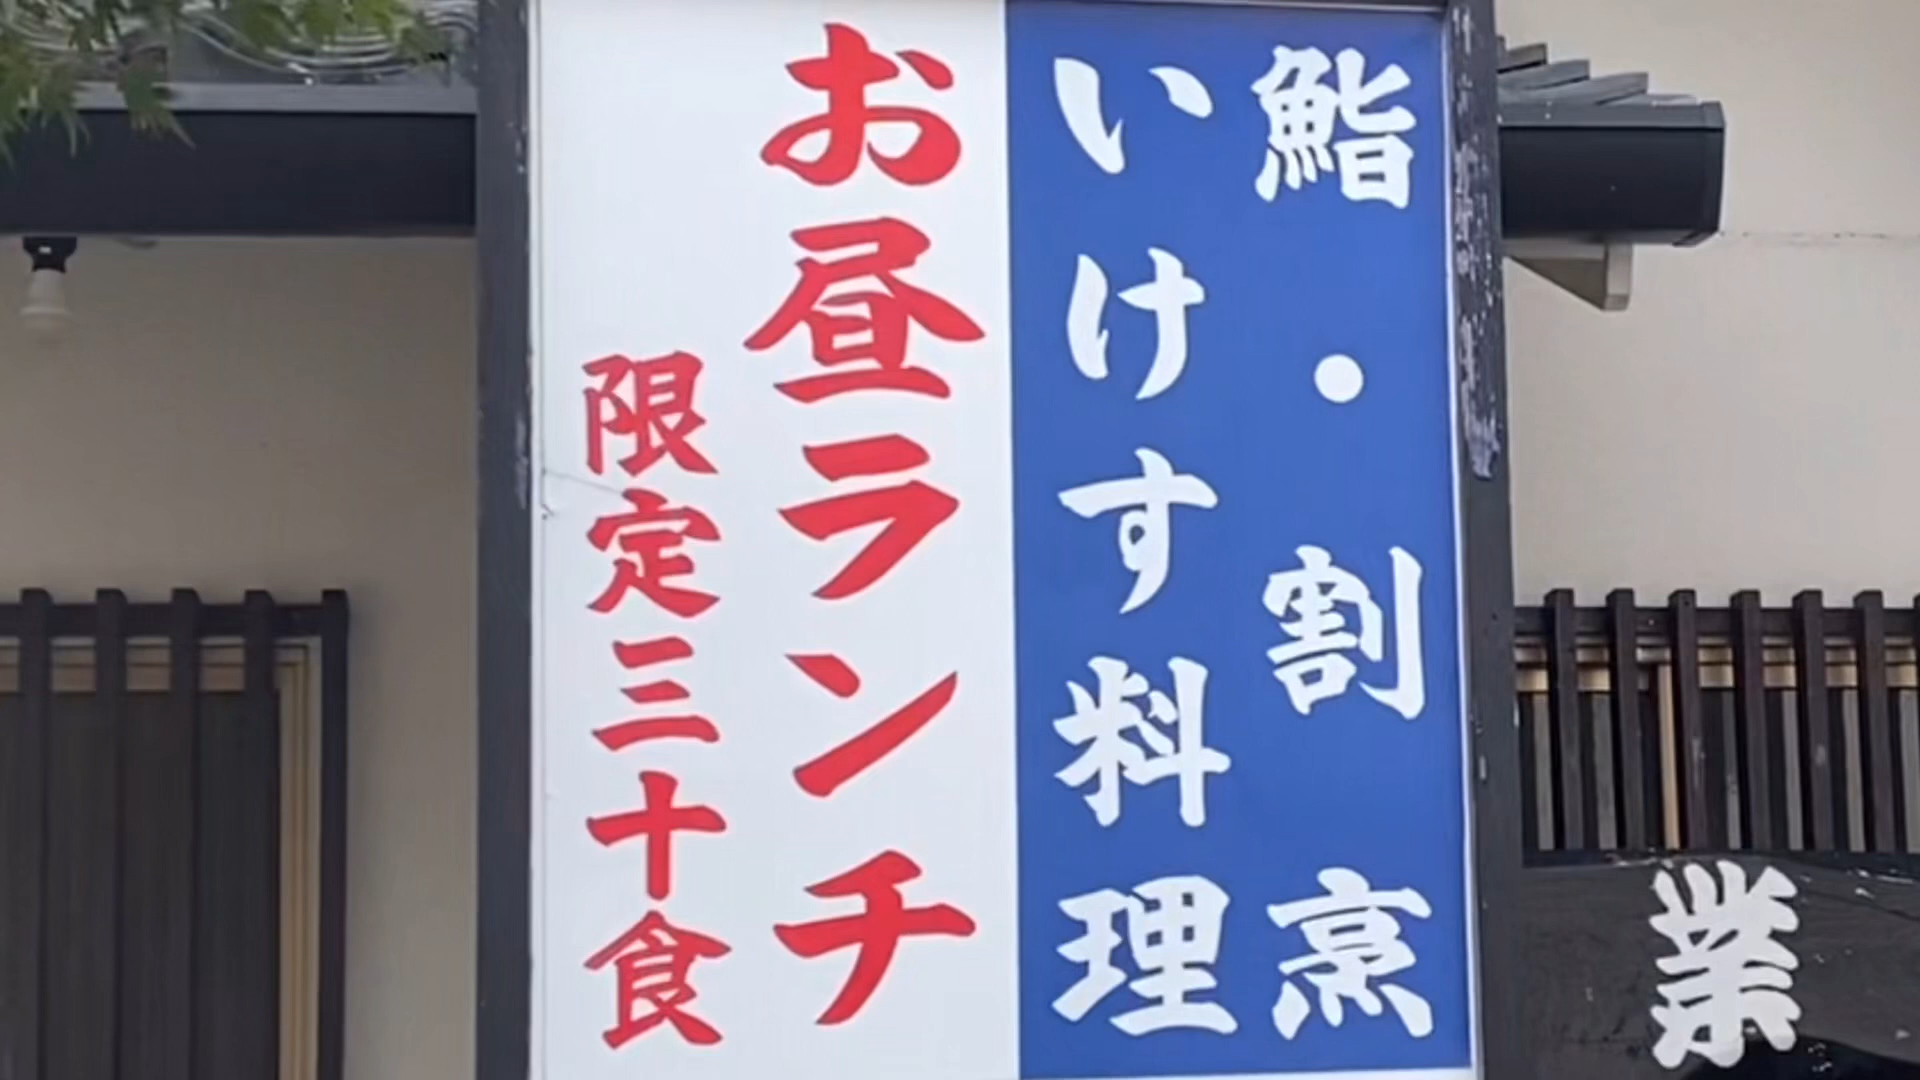 鮨・割烹
いけす料理
お昼ランチ
限定三十食
業